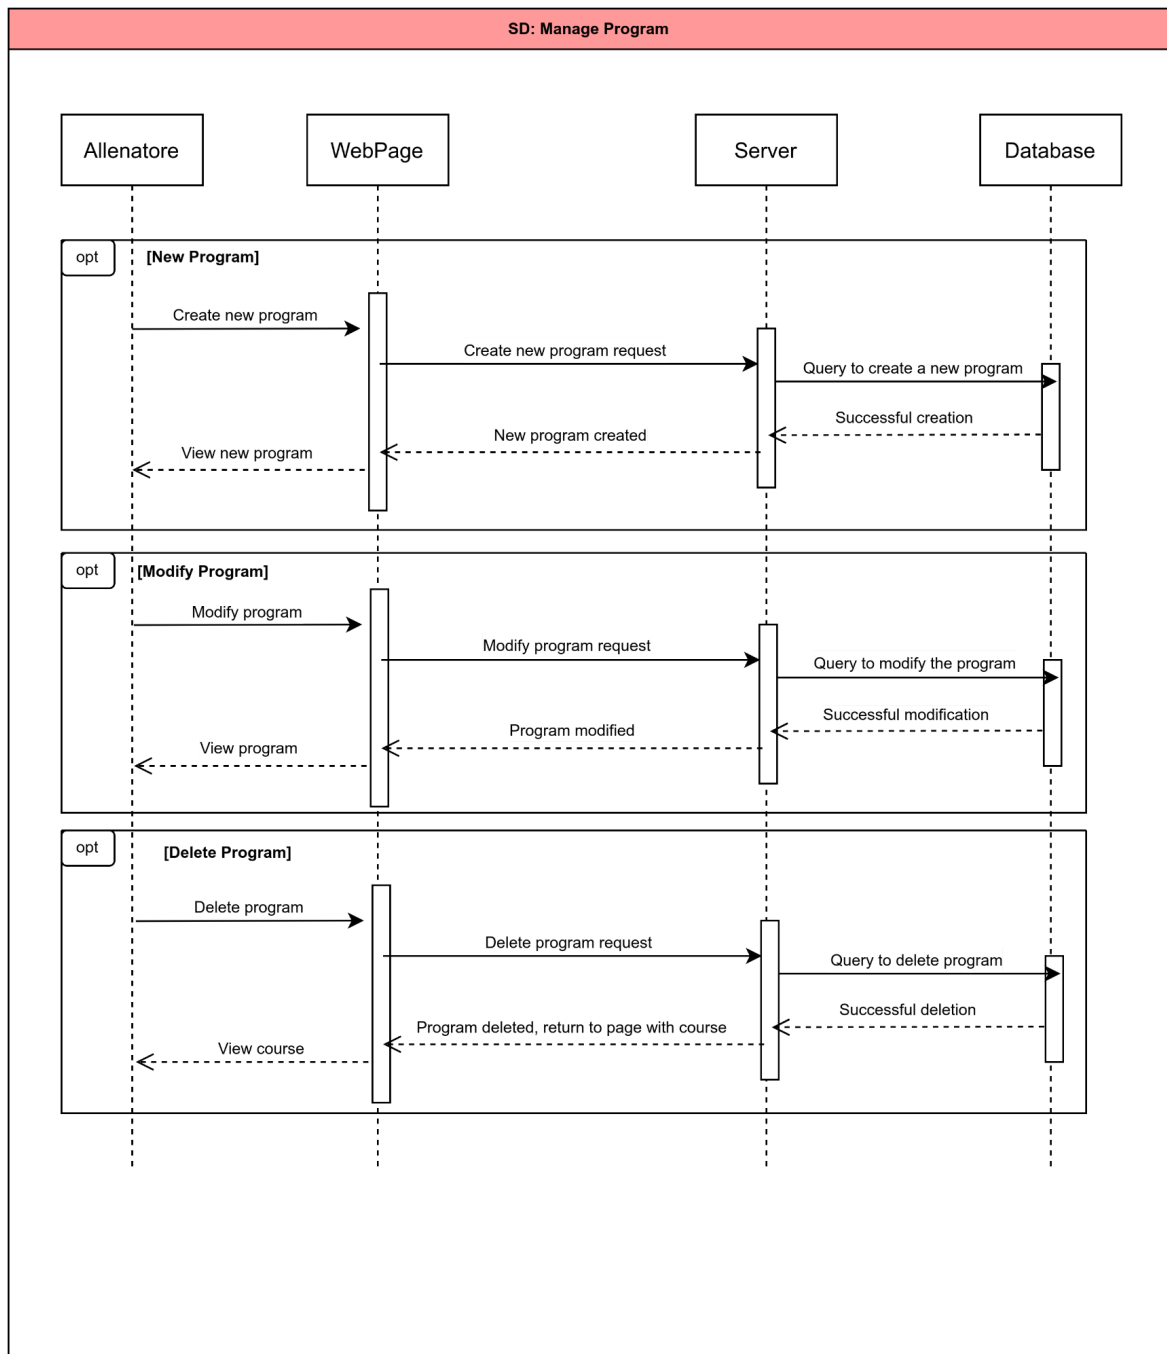 SD: Manage Program
Allenatore
WebPage
Server
Database
opt
[New Program]
Create new program
Create new program request
Query to create a new program
Successful creation
New program created
View new program
opt
[Modify Program]
Modify program
Modify program request
Query to modify the program
Successful modification
Program modified
View program
opt
[Delete Program]
Delete program
Delete program request
Query to delete program
Successful deletion
Program deleted, return to page with course
View course